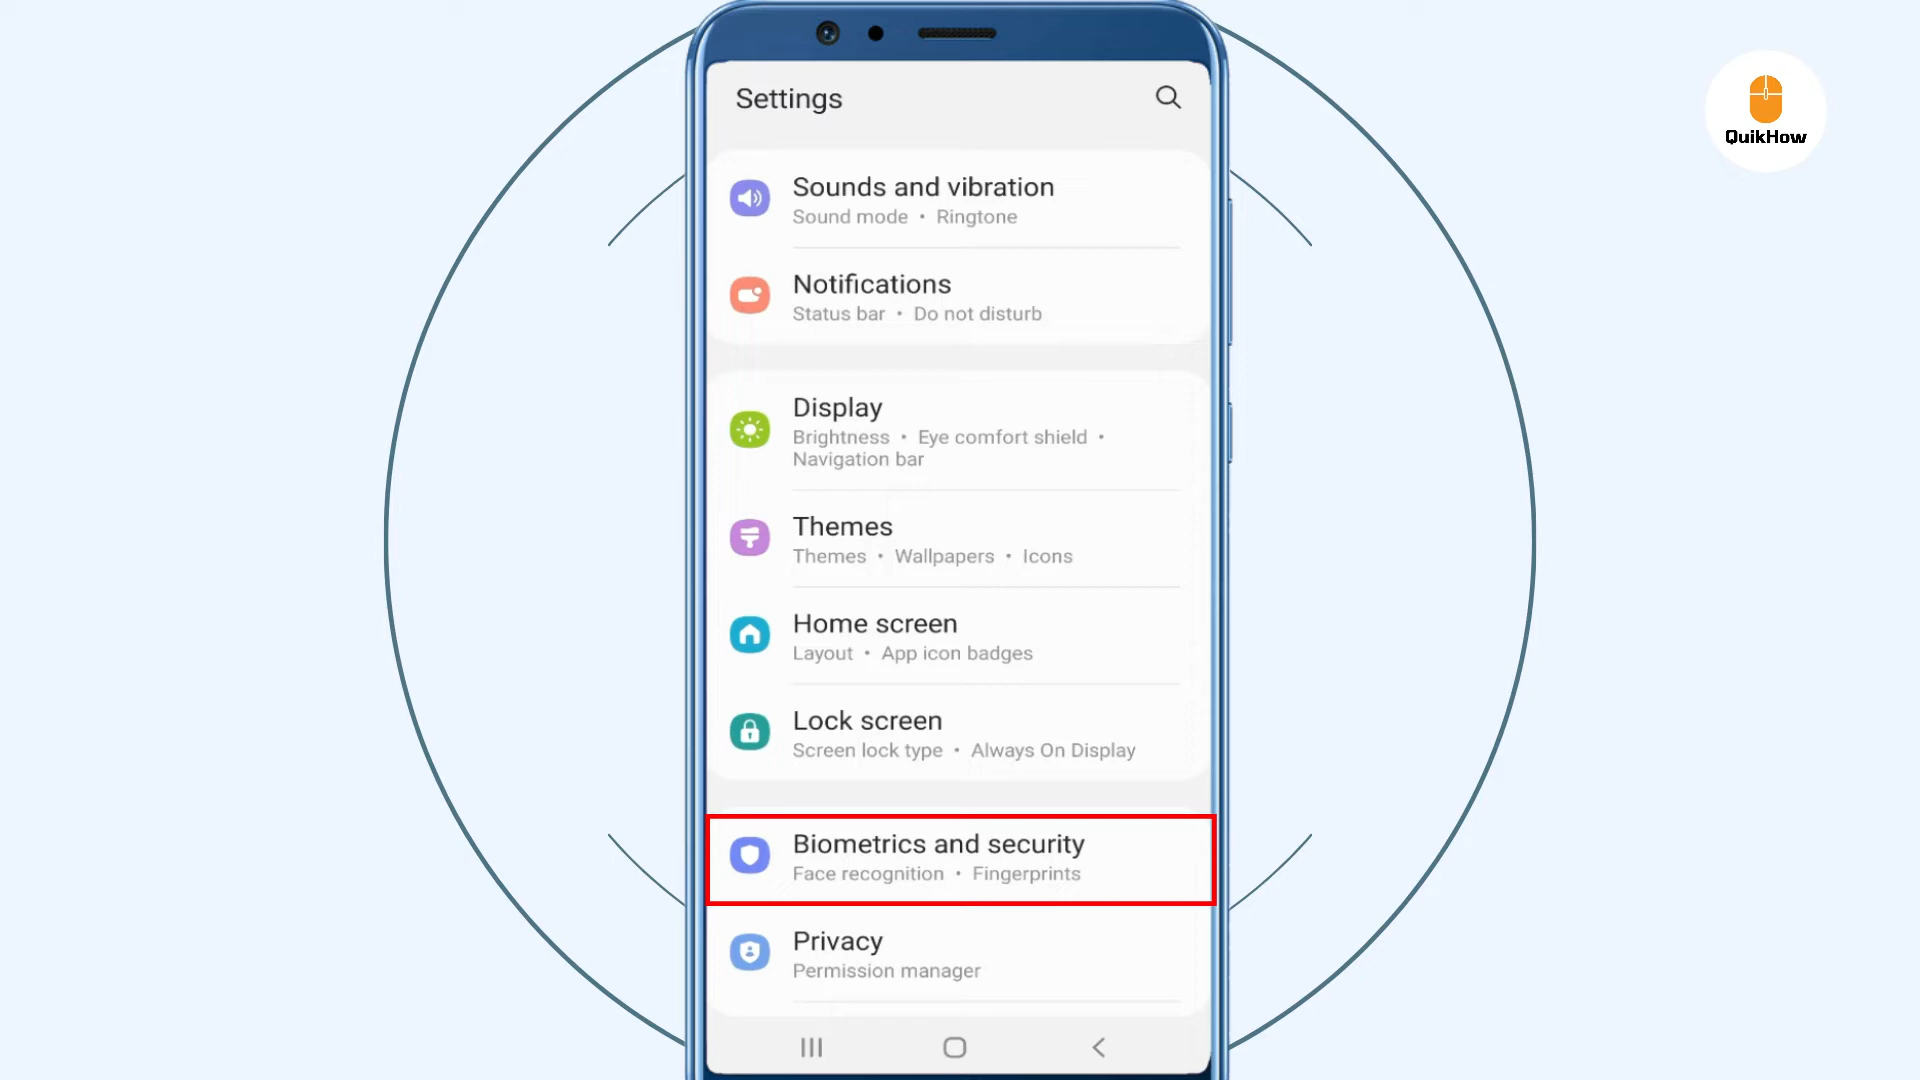 Settings
QuikHow
Sounds and vibration
Sound mode • Ringtone
Notifications
Status bar • Do not disturb
Display
Brightness • Eye comfort shield •
Navigation bar
Themes
Themes • Wallpapers • Icons
Home screen
Layout • App icon badges
Lock screen
Screen lock type • Always On Display
Biometrics and security
Face recognition • Fingerprints
Privacy
Permission manager